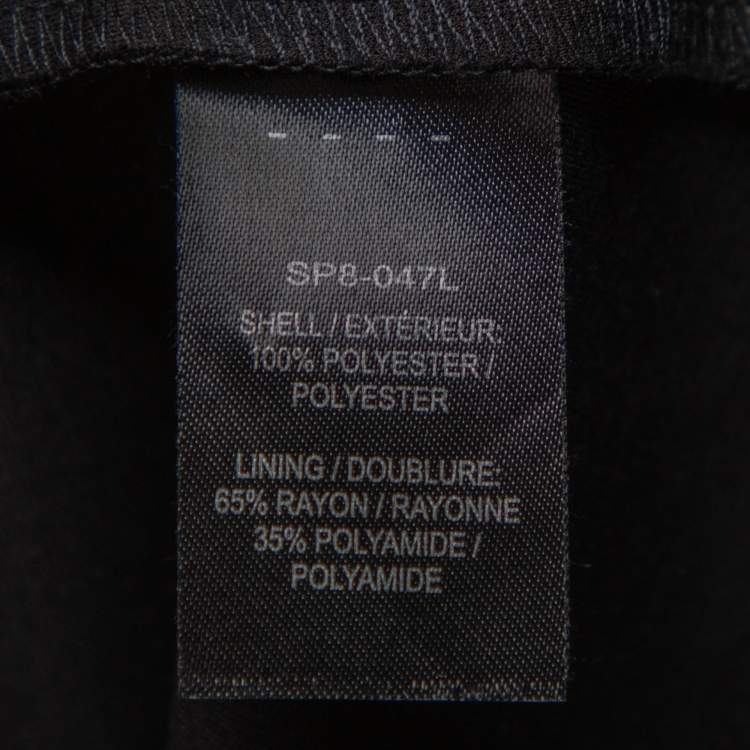 SP8-047L
SHELL / EXTÉRIEUR:
100% POLYESTER /
POLYESTER
LINING / DOUBLURE:
65% RAYON / RAYONNE
35% POLYAMIDE /
POLYAMIDE